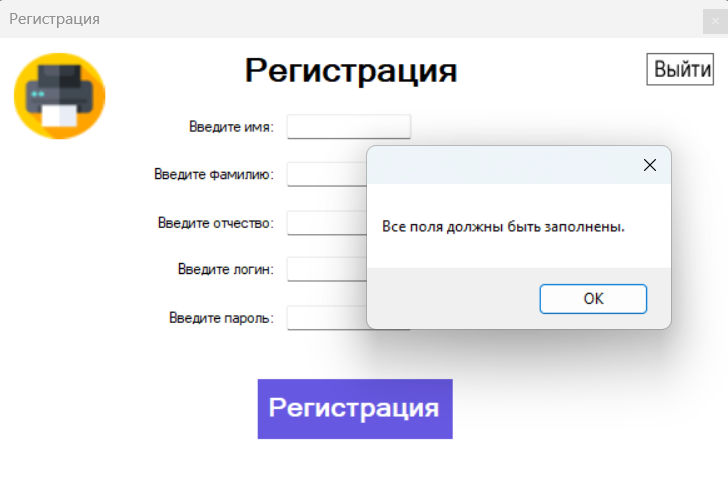 Регистрация
Регистрация
Выйти
Введите имя:
Введите фамилию:
Введите отчество:
Введите логин:
Введите пароль:
Все поля должны быть заполнены.
OK
Регистрация